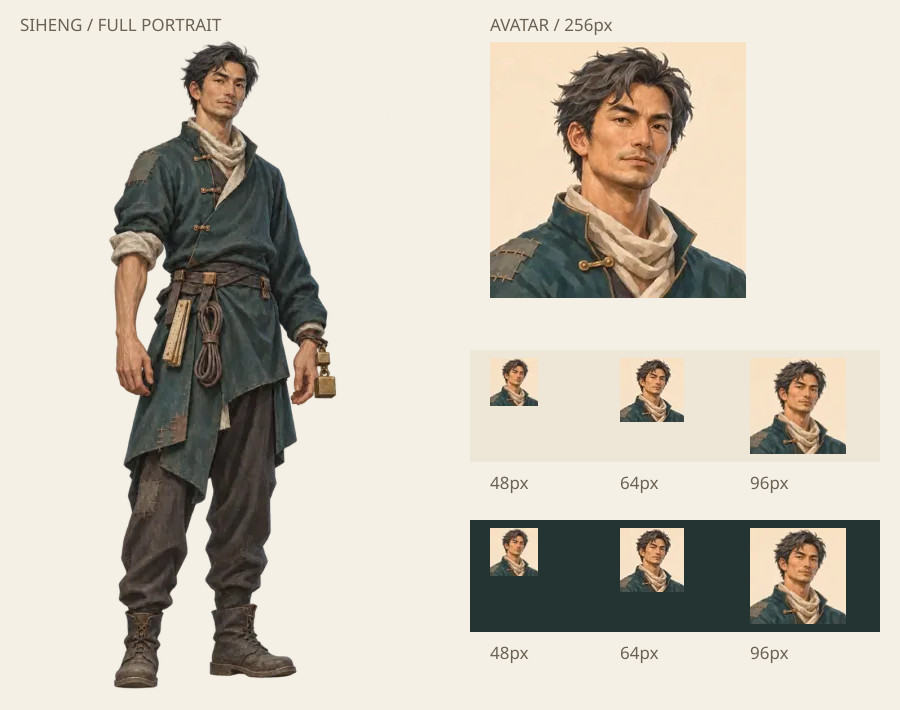 SIHENG / FULL PORTRAIT
AVATAR / 256px
48px
64px
96px
48px
64px
96px